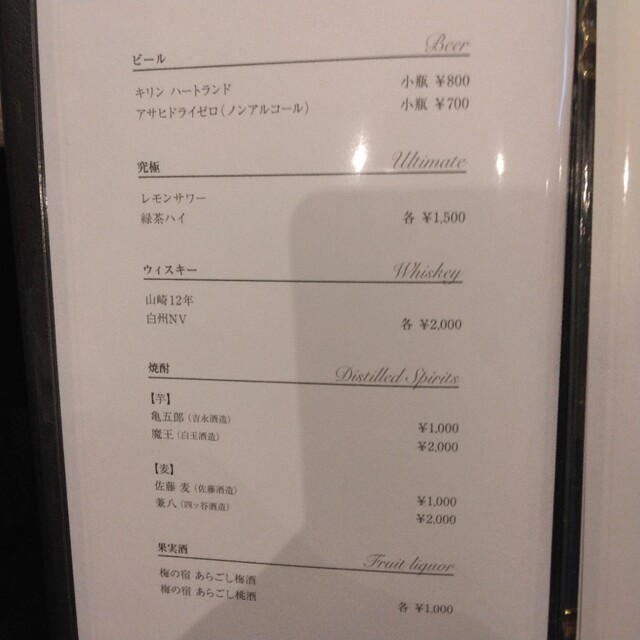 ビール Beer
キリン ハートランド 小瓶 ¥800
アサヒドライゼロ（ノンアルコール） 小瓶 ¥700
究極 Ultimate
レモンサワー
緑茶ハイ 各 ¥1,500
ウィスキー Whiskey
山崎12年
白州NV 各 ¥2,000
焼酎 Distilled Spirits
【芋】
亀五郎（吉永酒造） ¥1,000
魔王（白玉酒造） ¥2,000
【麦】
佐藤 麦（佐藤酒造） ¥1,000
兼八（四ッ谷酒造） ¥2,000
果実酒 Fruit liquor
梅の宿 あらごし梅酒
梅の宿 あらごし桃酒 各 ¥1,000